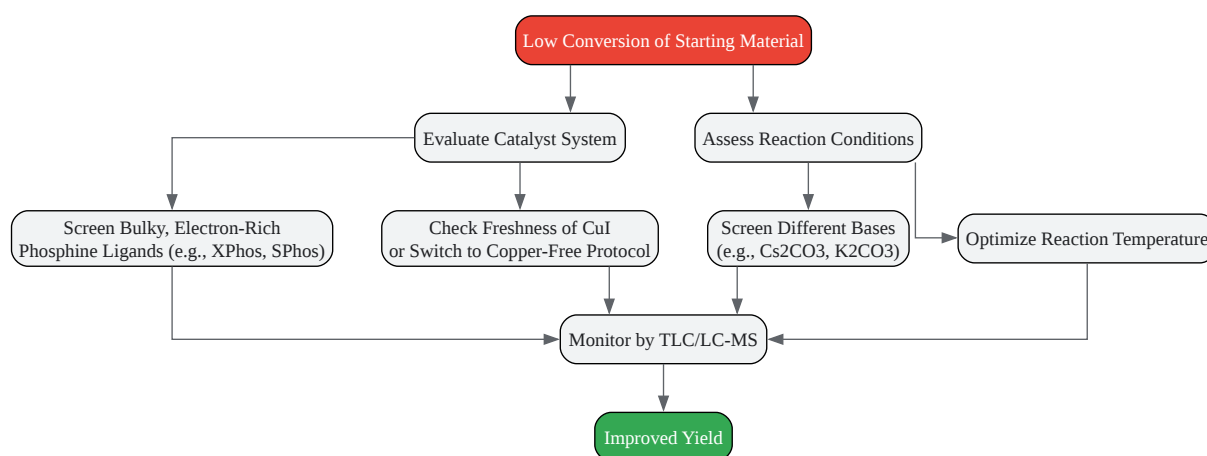 Low Conversion of Starting Material
Evaluate Catalyst System
Assess Reaction Conditions
Screen Bulky, Electron-Rich
Phosphine Ligands (e.g., XPhos, SPhos)
Check Freshness of CuI
or Switch to Copper-Free Protocol
Screen Different Bases
(e.g., Cs2CO3, K2CO3)
Optimize Reaction Temperature
Monitor by TLC/LC-MS
Improved Yield